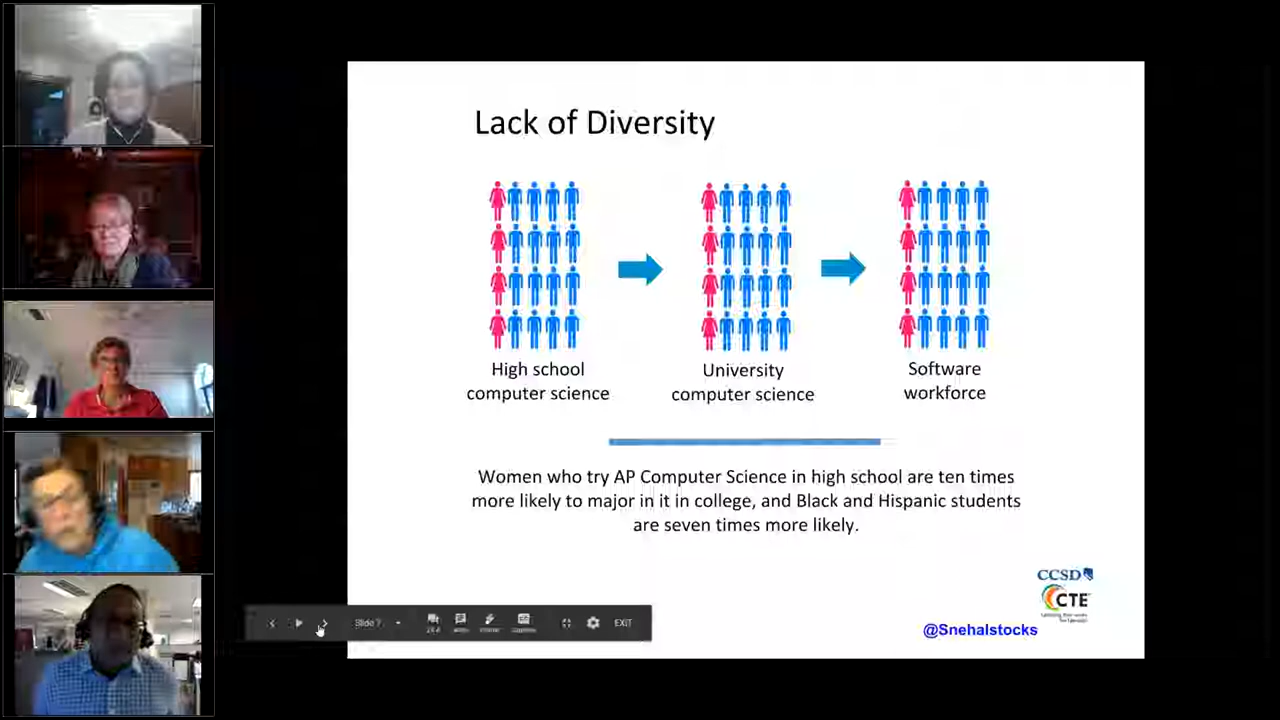 Lack of Diversity
High school
computer science
University
computer science
Software
workforce
Women who try AP Computer Science in high school are ten times
more likely to major in it in college, and Black and Hispanic students
are seven times more likely.
CCSD
CTE
@Snehalstocks
Slide 7
EXIT